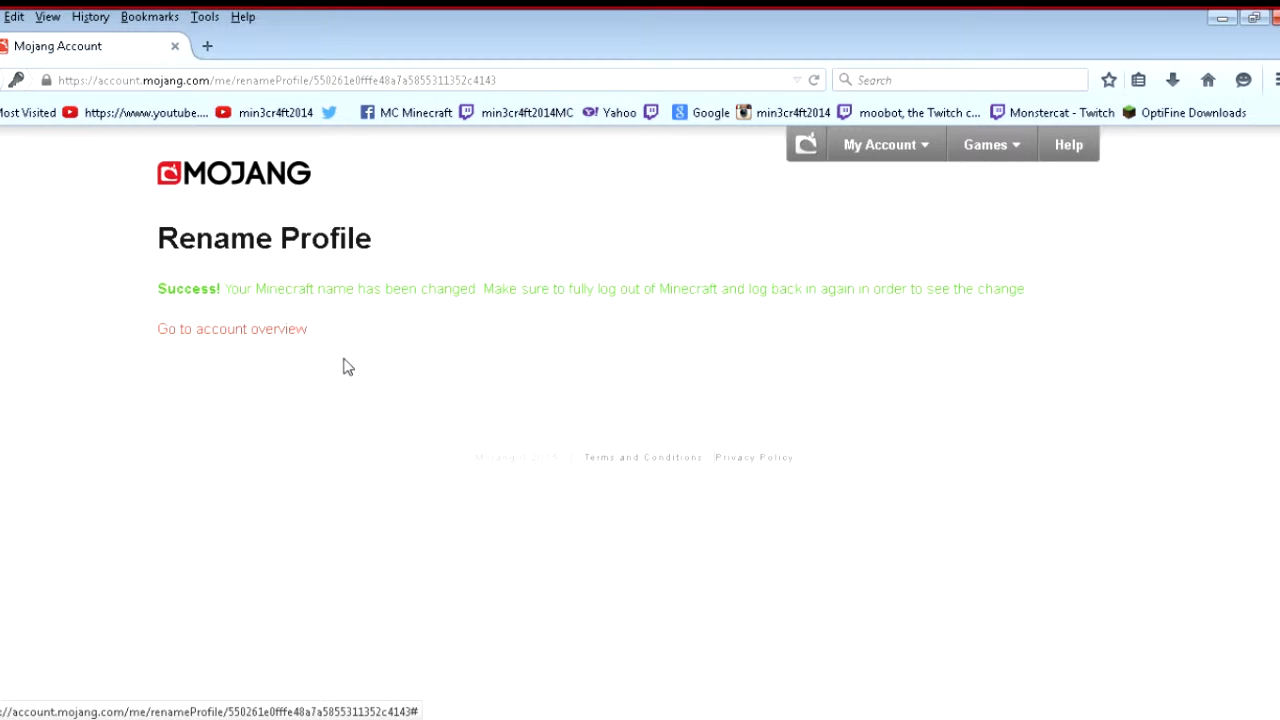 Edit View History Bookmarks Tools Help
Mojang Account
https://account.mojang.com/me/renameProfile/550261e0fffe48a7a5855311352c4143 Search
Most Visited https://www.youtube.... min3cr4ft2014 MC Minecraft min3cr4ft2014MC Yahoo Google min3cr4ft2014 moobot, the Twitch c... Monstercat - Twitch OptiFine Downloads
My Account Games Help
MOJANG
Rename Profile
Success! Your Minecraft name has been changed. Make sure to fully log out of Minecraft and log back in again in order to see the change
Go to account overview
Mojang © Terms and Conditions Privacy Policy
://account.mojang.com/me/renameProfile/550261e0fffe48a7a5855311352c4143#